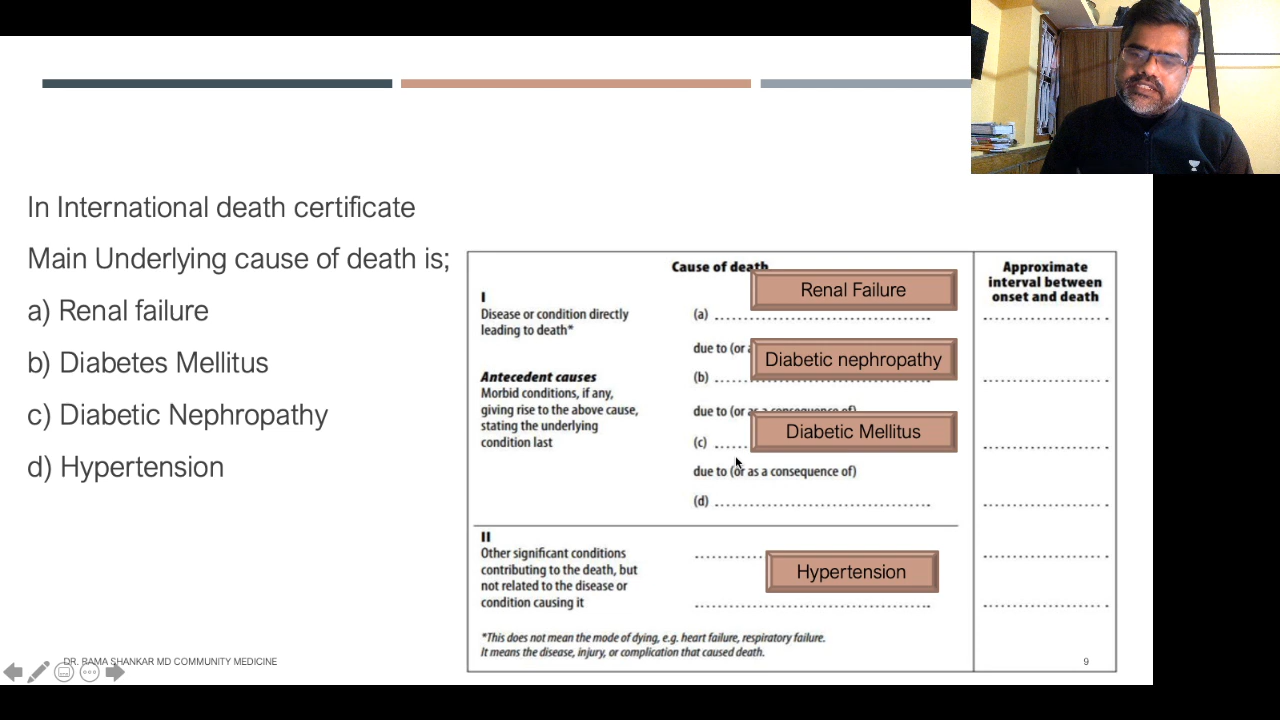 In International death certificate
Main Underlying cause of death is;
a) Renal failure
b) Diabetes Mellitus
c) Diabetic Nephropathy
d) Hypertension
Cause of death
Approximate
interval between
onset and death
I
Disease or condition directly
leading to death*
Renal Failure
(a)
due to (or
Diabetic nephropathy
(b)
Antecedent causes
Morbid conditions, if any,
giving rise to the above cause,
stating the underlying
condition last
due to (or as a consequence of)
Diabetic Mellitus
(c)
due to (or as a consequence of)
(d)
II
Other significant conditions
contributing to the death, but
not related to the disease or
condition causing it
Hypertension
*This does not mean the mode of dying, e.g. heart failure, respiratory failure.
It means the disease, injury, or complication that caused death.
DR. RAMA SHANKAR MD COMMUNITY MEDICINE
9